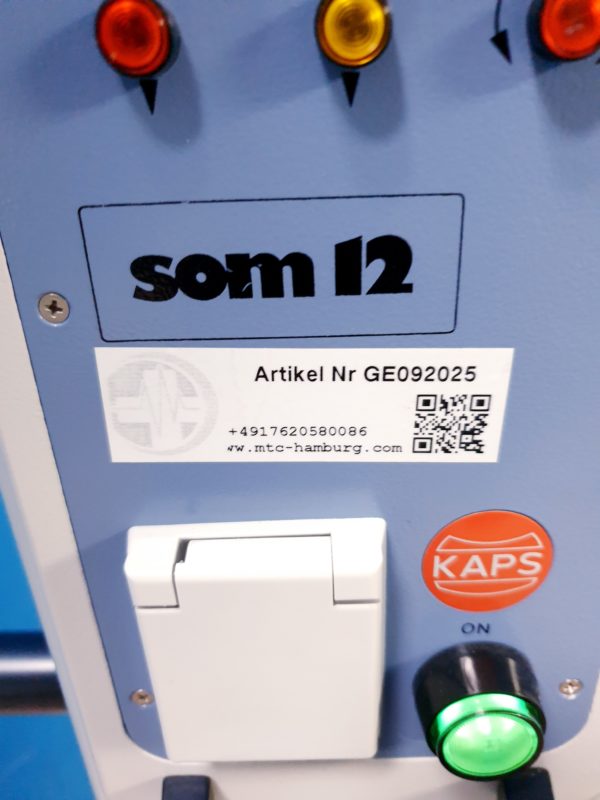 som 12
Artikel Nr GE092025
+4917620580086
ww.mtc-hamburg.com
KAPS
ON